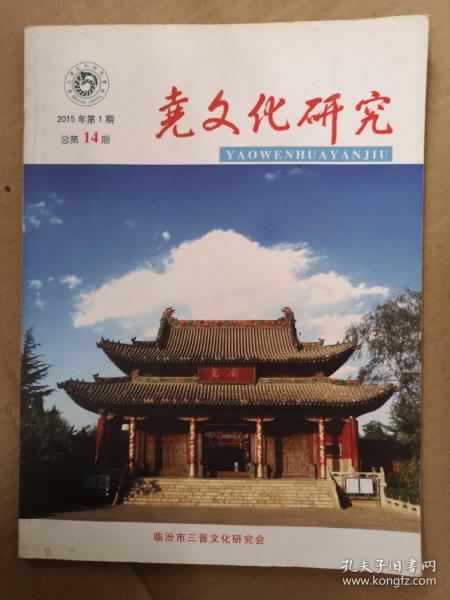 2015年第1期
总第14期
尧文化研究
YAOWENHUAYANJIU
临汾市三晋文化研究会
孔夫子旧书网
www.kongfz.com